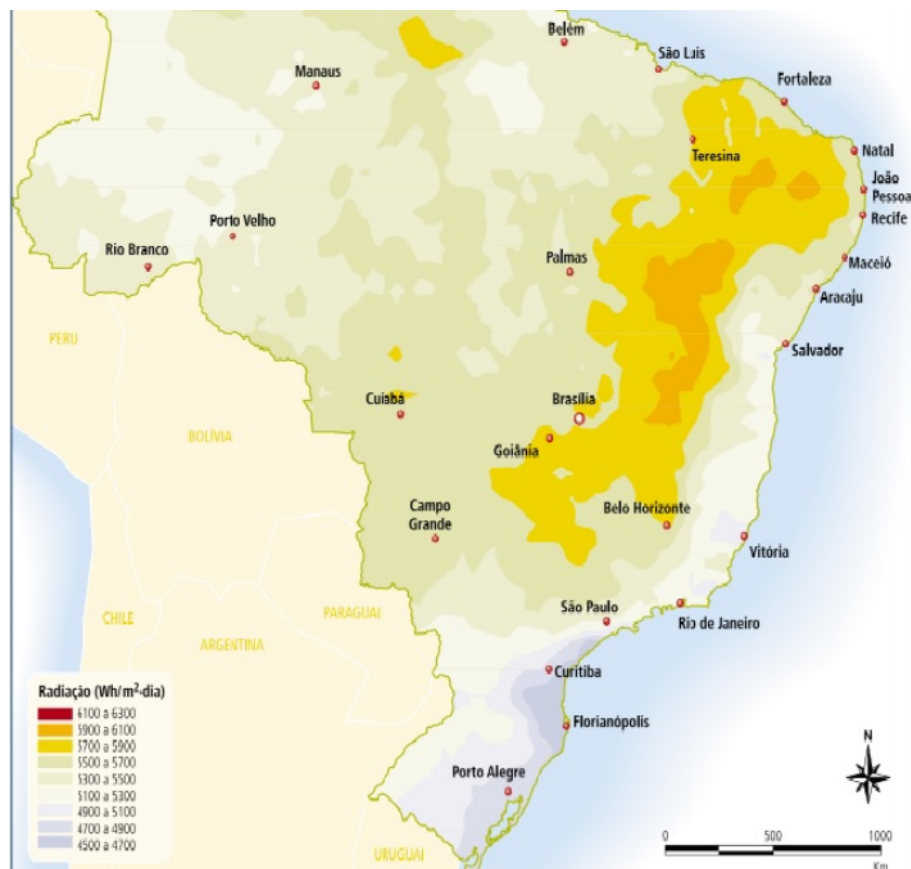 Belém
São Luis
Manaus
Fortaleza
Teresina
Natal
João
Pessoa
Recife
Porto Velho
Rio Branco
Palmas
Maceió
Aracaju
PERU
Salvador
Cuiabá
Brasília
BOLÍVIA
Goiânia
Campo
Grande
Belo Horizonte
Vitória
CHILE
PARAGUAI
São Paulo
Rio de Janeiro
ARGENTINA
Curitiba
Radiação (Wh/m²·dia)
6100 a 6300
5900 a 6100
5700 a 5900
5500 a 5700
5300 a 5500
5100 a 5300
4900 a 5100
4700 a 4900
4500 a 4700
Florianópolis
N
Porto Alegre
URUGUAI
0 500 1000
Km